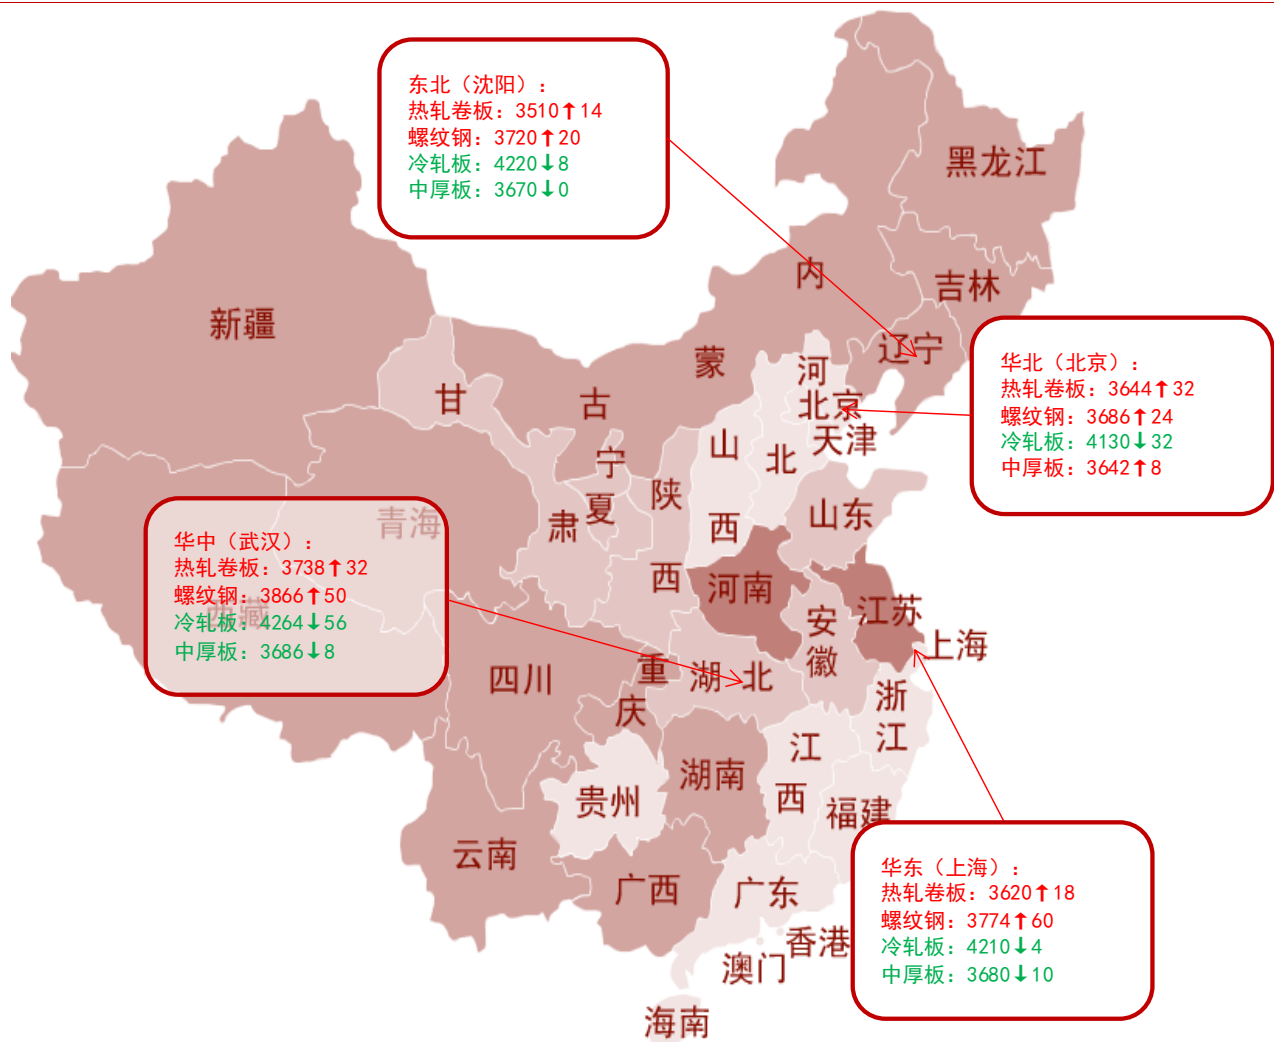 东北（沈阳）：
热轧卷板：3510↑14
螺纹钢：3720↑20
冷轧板：4220↓8
中厚板：3670↓0
黑龙江
内
吉林
新疆
辽宁
蒙
华北（北京）：
热轧卷板：3644↑32
螺纹钢：3686↑24
冷轧板：4130↓32
中厚板：3642↑8
河
甘
古
北京
天津
山
北
宁
陕
夏
肃
山东
青海
西
华中（武汉）：
热轧卷板：3738↑32
螺纹钢：3866↑50
冷轧板：4264↓56
中厚板：3686↓8
西藏
西
河南
安
江苏
徽
上海
四川
重
湖
北
浙
庆
江
江
湖南
西
贵州
福建
云南
广西
广东
华东（上海）：
热轧卷板：3620↑18
螺纹钢：3774↑60
冷轧板：4210↓4
中厚板：3680↓10
香港
澳门
海南